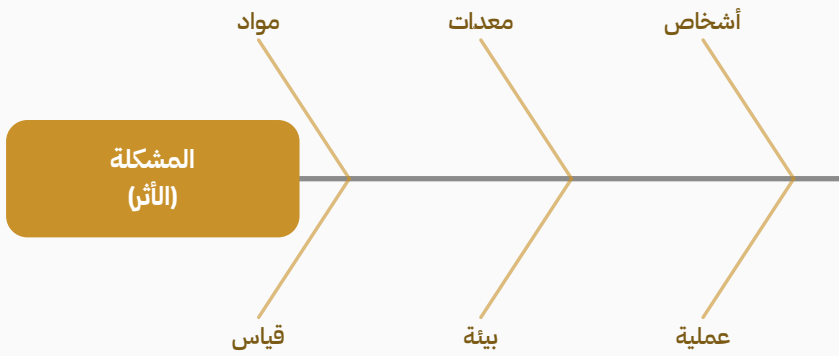 أشخاص
معدات
مواد
المشكلة
(الأثر)
عملية
بيئة
قياس